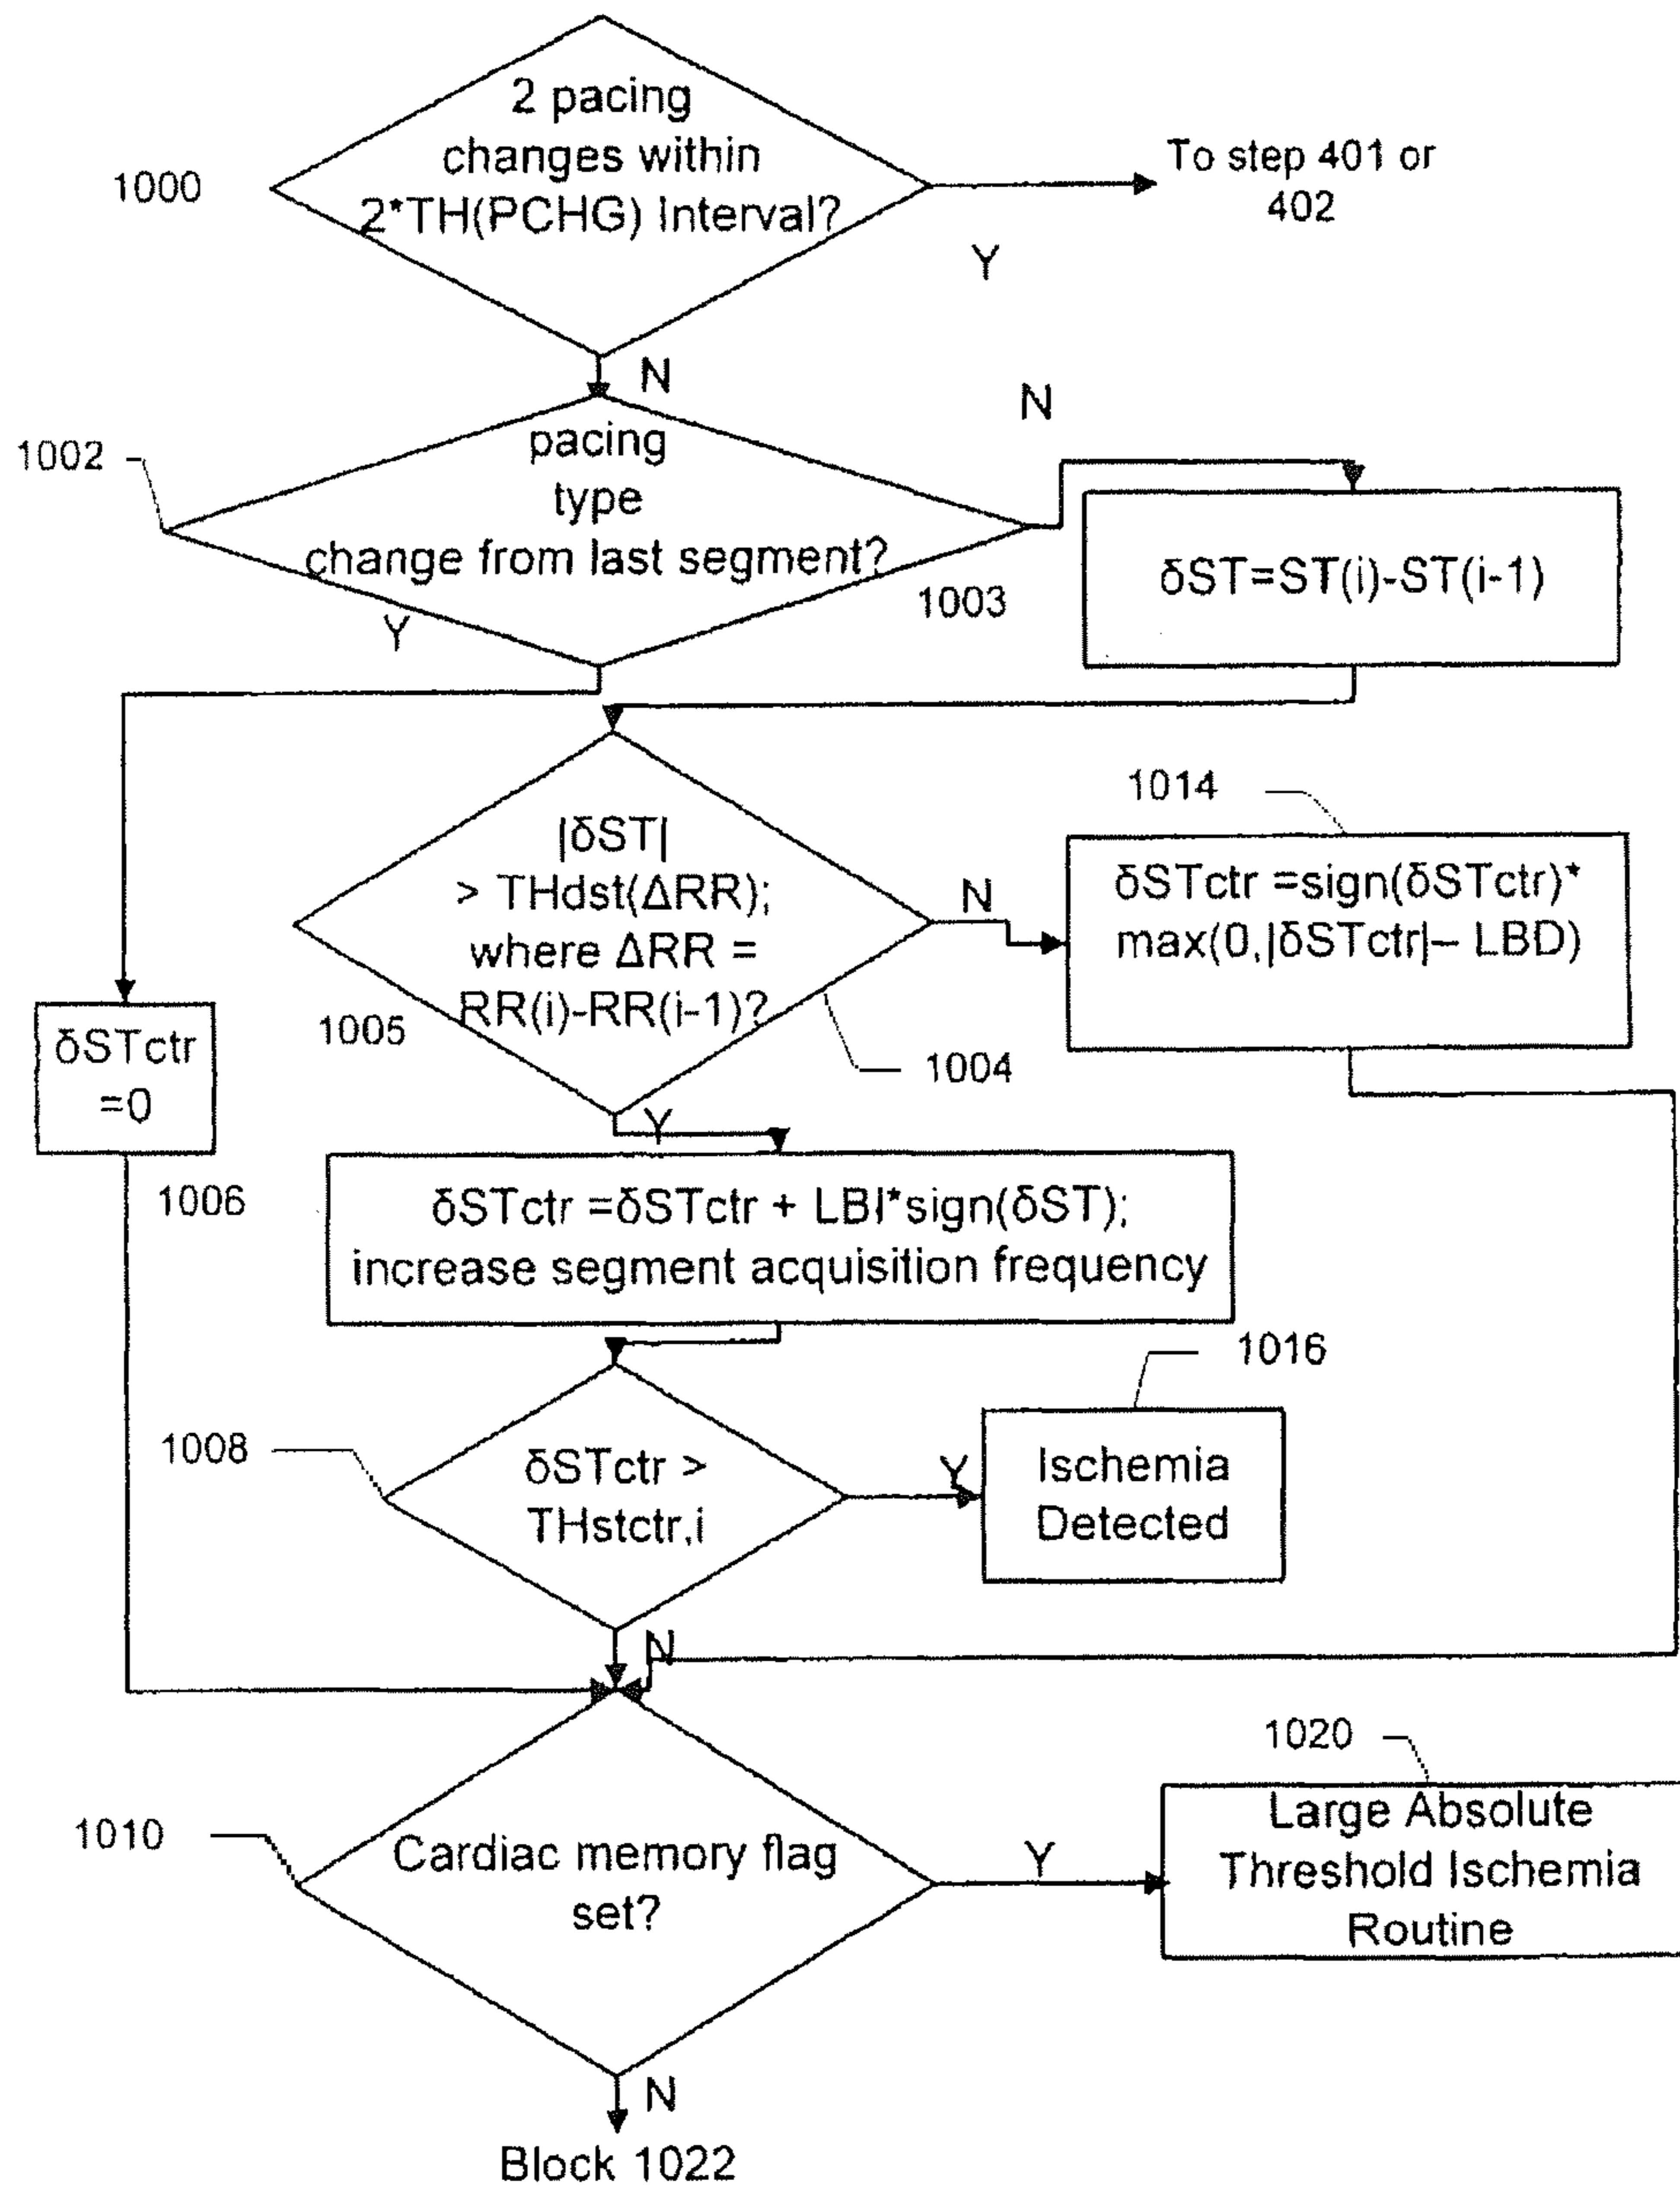 2 pacing
changes within
2*TH(PCHG) Interval?
1000
Y
To step 401 or
402
N
1002
pacing
type
change from last segment?
N
Y
1003
δST=ST(i)-ST(i-1)
|δST|
> THdst(ΔRR);
where ΔRR =
RR(i)-RR(i-1)?
1005
1004
N
1014
δSTctr =sign(δSTctr)*
max(0,|δSTctr|– LBD)
δSTctr
=0
Y
1006
δSTctr =δSTctr + LBI*sign(δST);
increase segment acquisition frequency
1008
δSTctr >
THstctr,i
Y
1016
Ischemia
Detected
N
1010
Cardiac memory flag
set?
Y
1020
Large Absolute
Threshold Ischemia
Routine
N
Block 1022